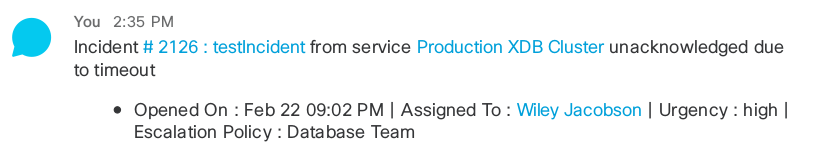 You 2:35 PM
Incident # 2126 : testIncident from service Production XDB Cluster unacknowledged due
to timeout
• Opened On : Feb 22 09:02 PM | Assigned To : Wiley Jacobson | Urgency : high |
Escalation Policy : Database Team